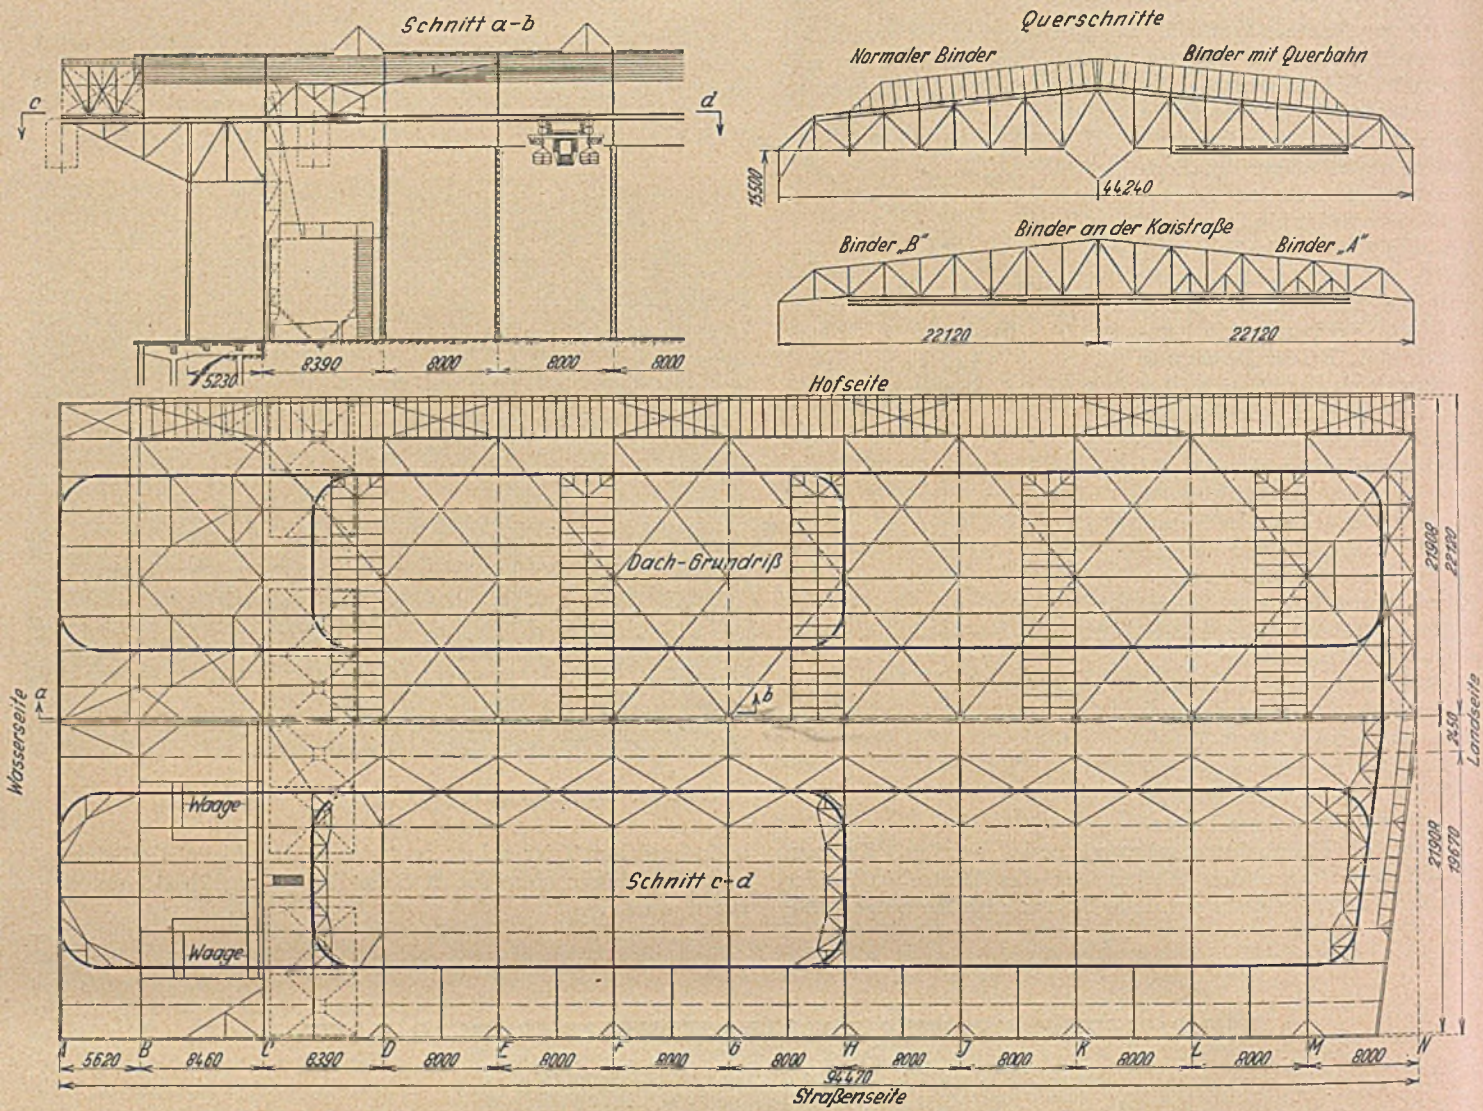 Schnitt a-b
c
d
5230
8390
8000
8000
8000
Querschnitte
Normaler Binder
Binder mit Querbahn
15500
44240
Binder „B“
Binder an der Kaistraße
Binder „A“
22120
22120
Hofseite
Dach-Grundriß
Wasserseite
a
b
21908
22120
2450
Landseite
Waage
Schnitt c-d
21908
19670
Waage
A
B
C
D
E
F
G
H
J
K
L
M
N
5620
8460
8390
8000
8000
8000
8000
8000
8000
8000
8000
8000
94470
Straßenseite